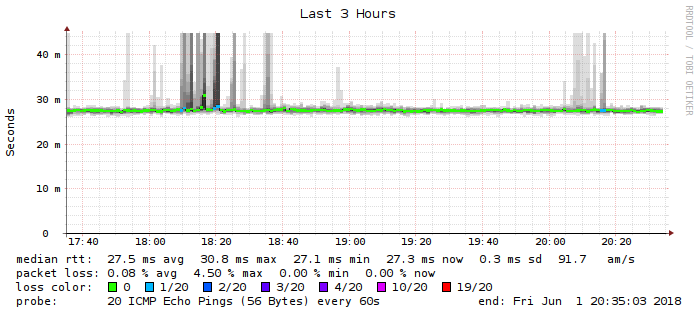 Last 3 Hours
RRDTOOL / TOBI OETIKER
Seconds
40 m
30 m
20 m
10 m
0
17:40 18:00 18:20 18:40 19:00 19:20 19:40 20:00 20:20
median rtt: 27.5 ms avg 30.8 ms max 27.1 ms min 27.3 ms now 0.3 ms sd 91.7 am/s
packet loss: 0.08 % avg 4.50 % max 0.00 % min 0.00 % now
loss color: 0 1/20 2/20 3/20 4/20 10/20 19/20
probe: 20 ICMP Echo Pings (56 Bytes) every 60s end: Fri Jun 1 20:35:03 2018